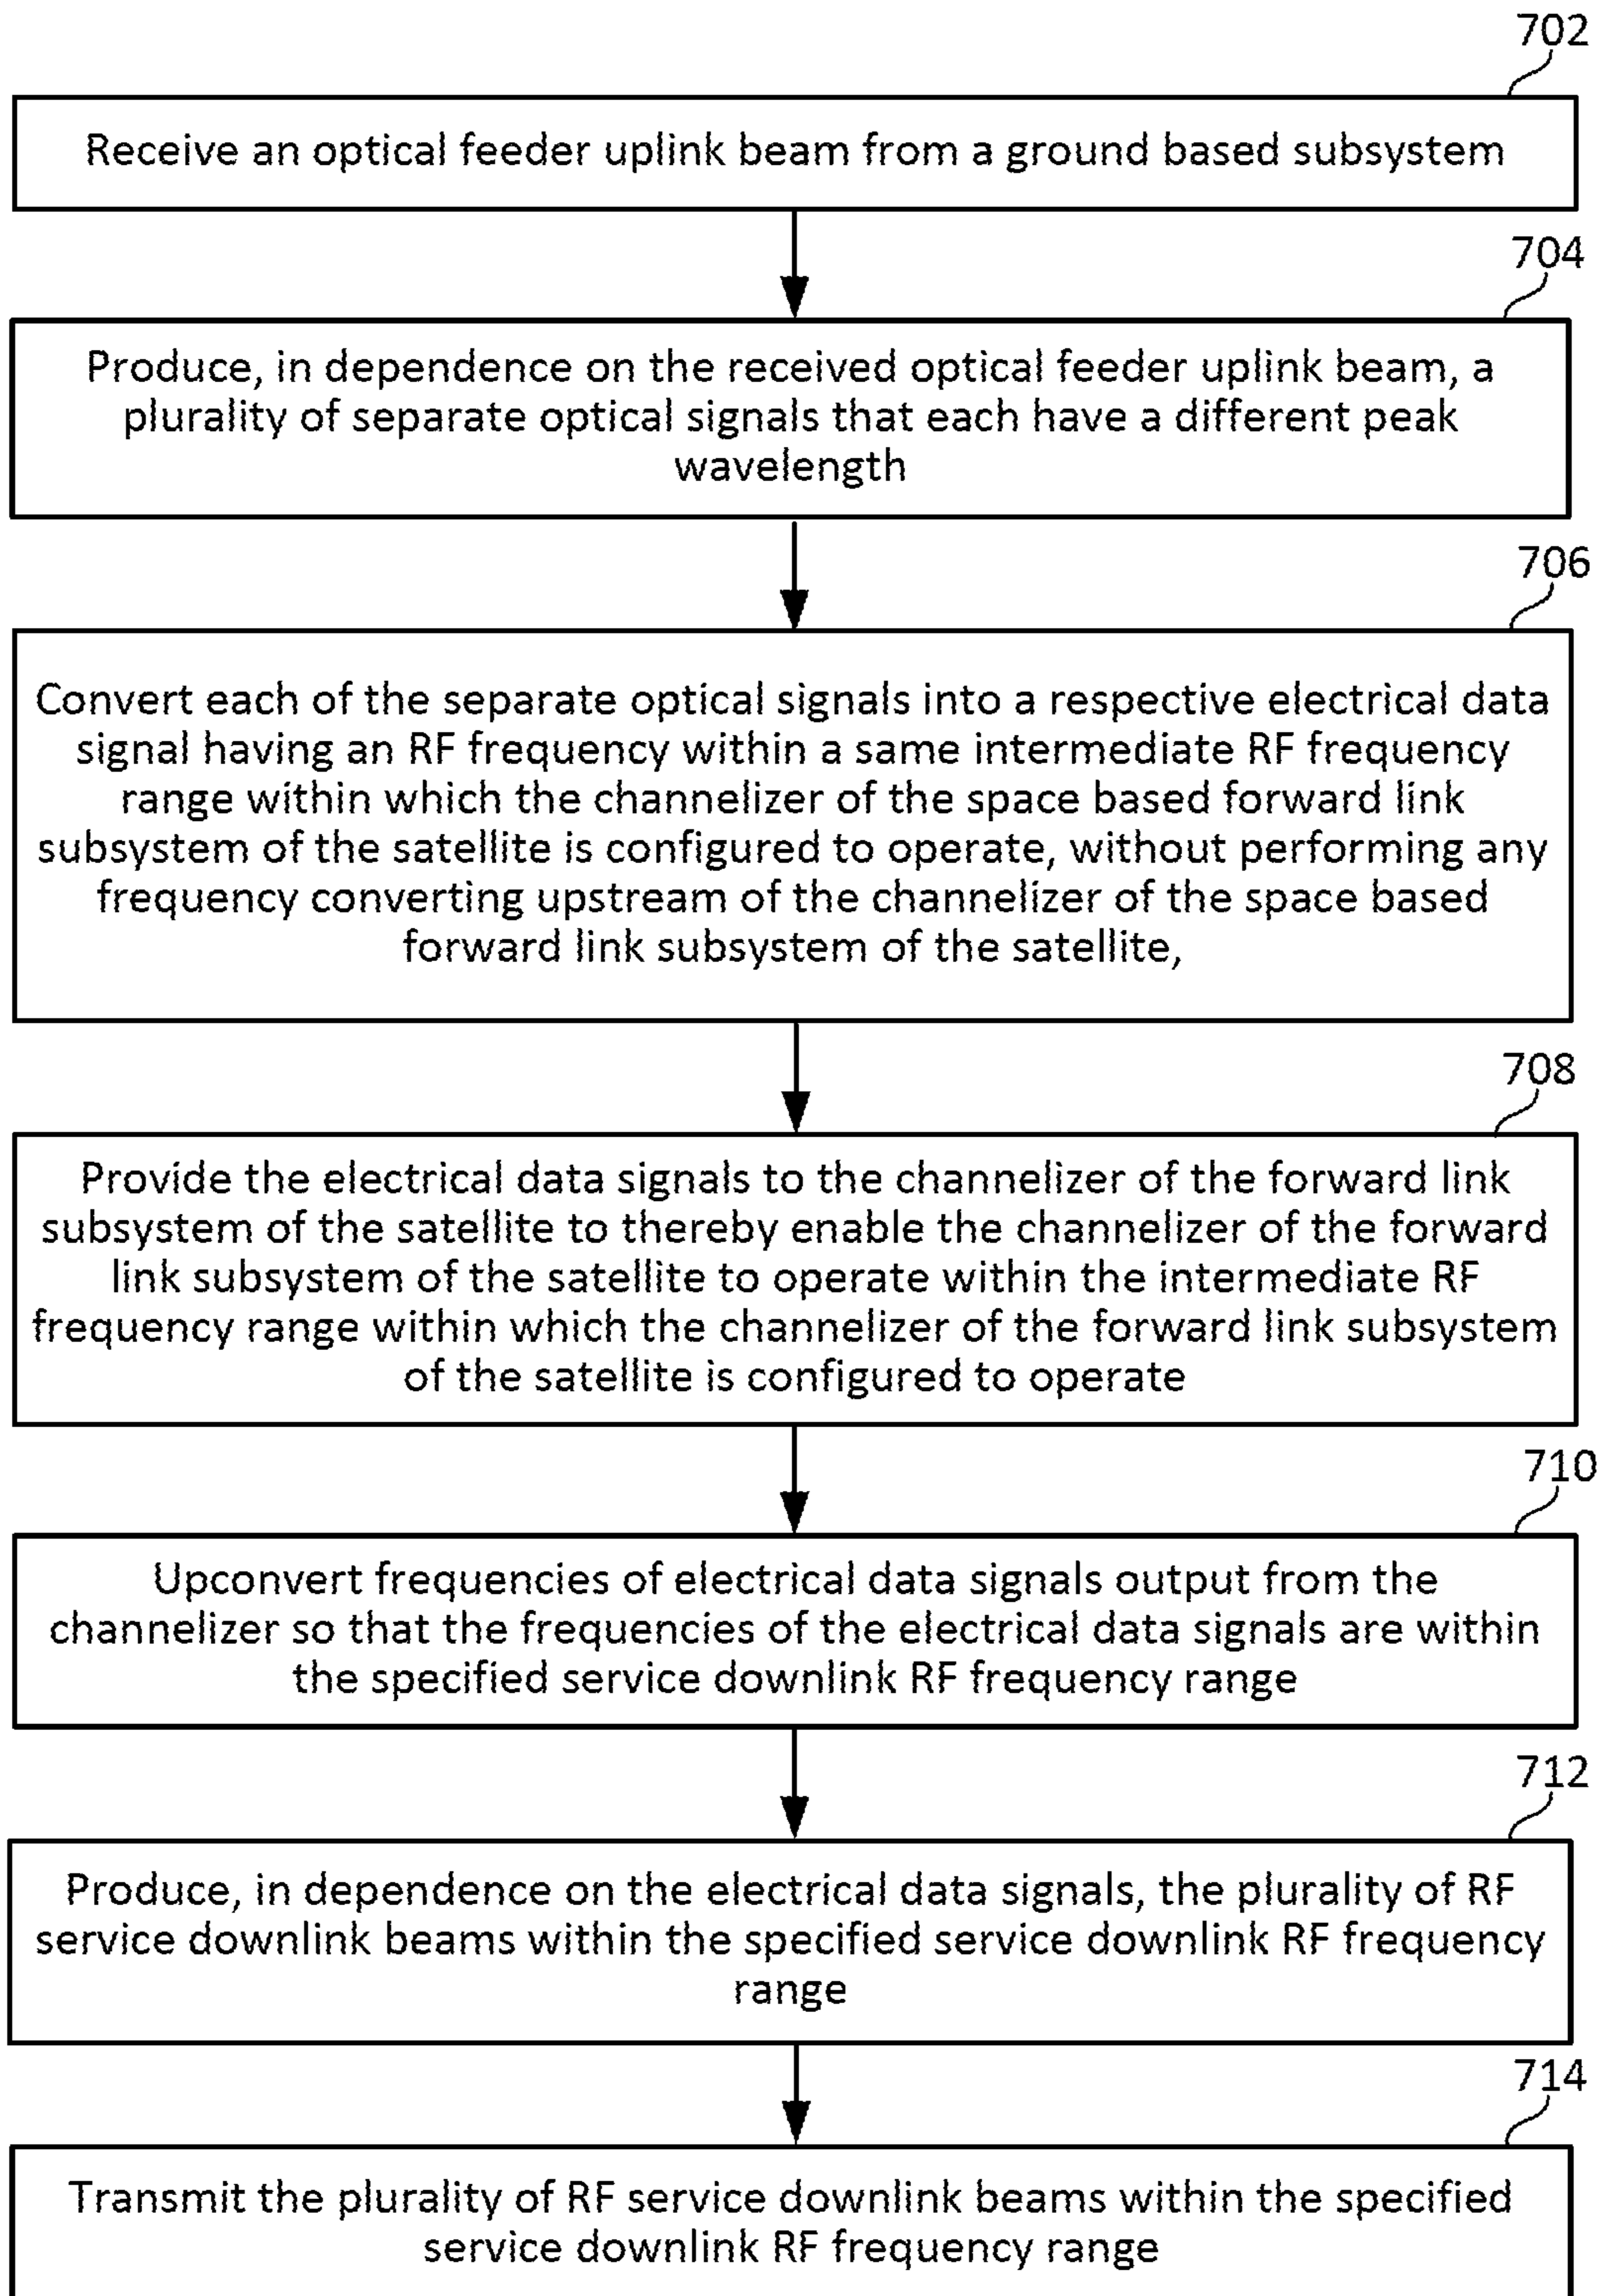 702
Receive an optical feeder uplink beam from a ground based subsystem
704
Produce, in dependence on the received optical feeder uplink beam, a
plurality of separate optical signals that each have a different peak
wavelength
706
Convert each of the separate optical signals into a respective electrical data
signal having an RF frequency within a same intermediate RF frequency
range within which the channelizer of the space based forward link
subsystem of the satellite is configured to operate, without performing any
frequency converting upstream of the channelizer of the space based
forward link subsystem of the satellite,
708
Provide the electrical data signals to the channelizer of the forward link
subsystem of the satellite to thereby enable the channelizer of the forward
link subsystem of the satellite to operate within the intermediate RF
frequency range within which the channelizer of the forward link subsystem
of the satellite is configured to operate
710
Upconvert frequencies of electrical data signals output from the
channelizer so that the frequencies of the electrical data signals are within
the specified service downlink RF frequency range
712
Produce, in dependence on the electrical data signals, the plurality of RF
service downlink beams within the specified service downlink RF frequency
range
714
Transmit the plurality of RF service downlink beams within the specified
service downlink RF frequency range